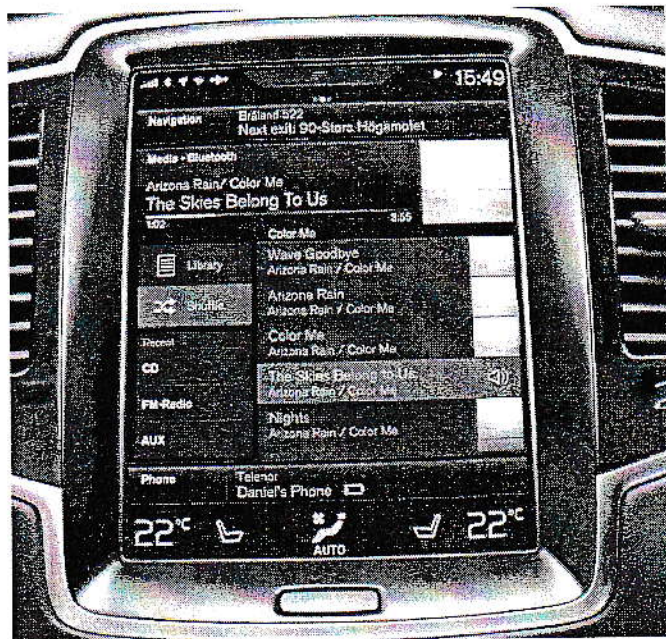 15:49
Navigation
Bräland 522
Next exit: 90-Stora Högamplet
Media - Bluetooth
Arizona Rain/ Color Me
The Skies Belong To Us
1:02
3:55
Color Me
Library
Shuffle
Recent
CD
FM-Radio
AUX
Wave Goodbye
Arizona Rain / Color Me
Arizona Rain
Arizona Rain / Color Me
Color Me
Arizona Rain / Color Me
The Skies Belong to Us
Arizona Rain / Color Me
Nights
Arizona Rain / Color Me
Phone
Telenor
Daniel's Phone
22°C
AUTO
22°C